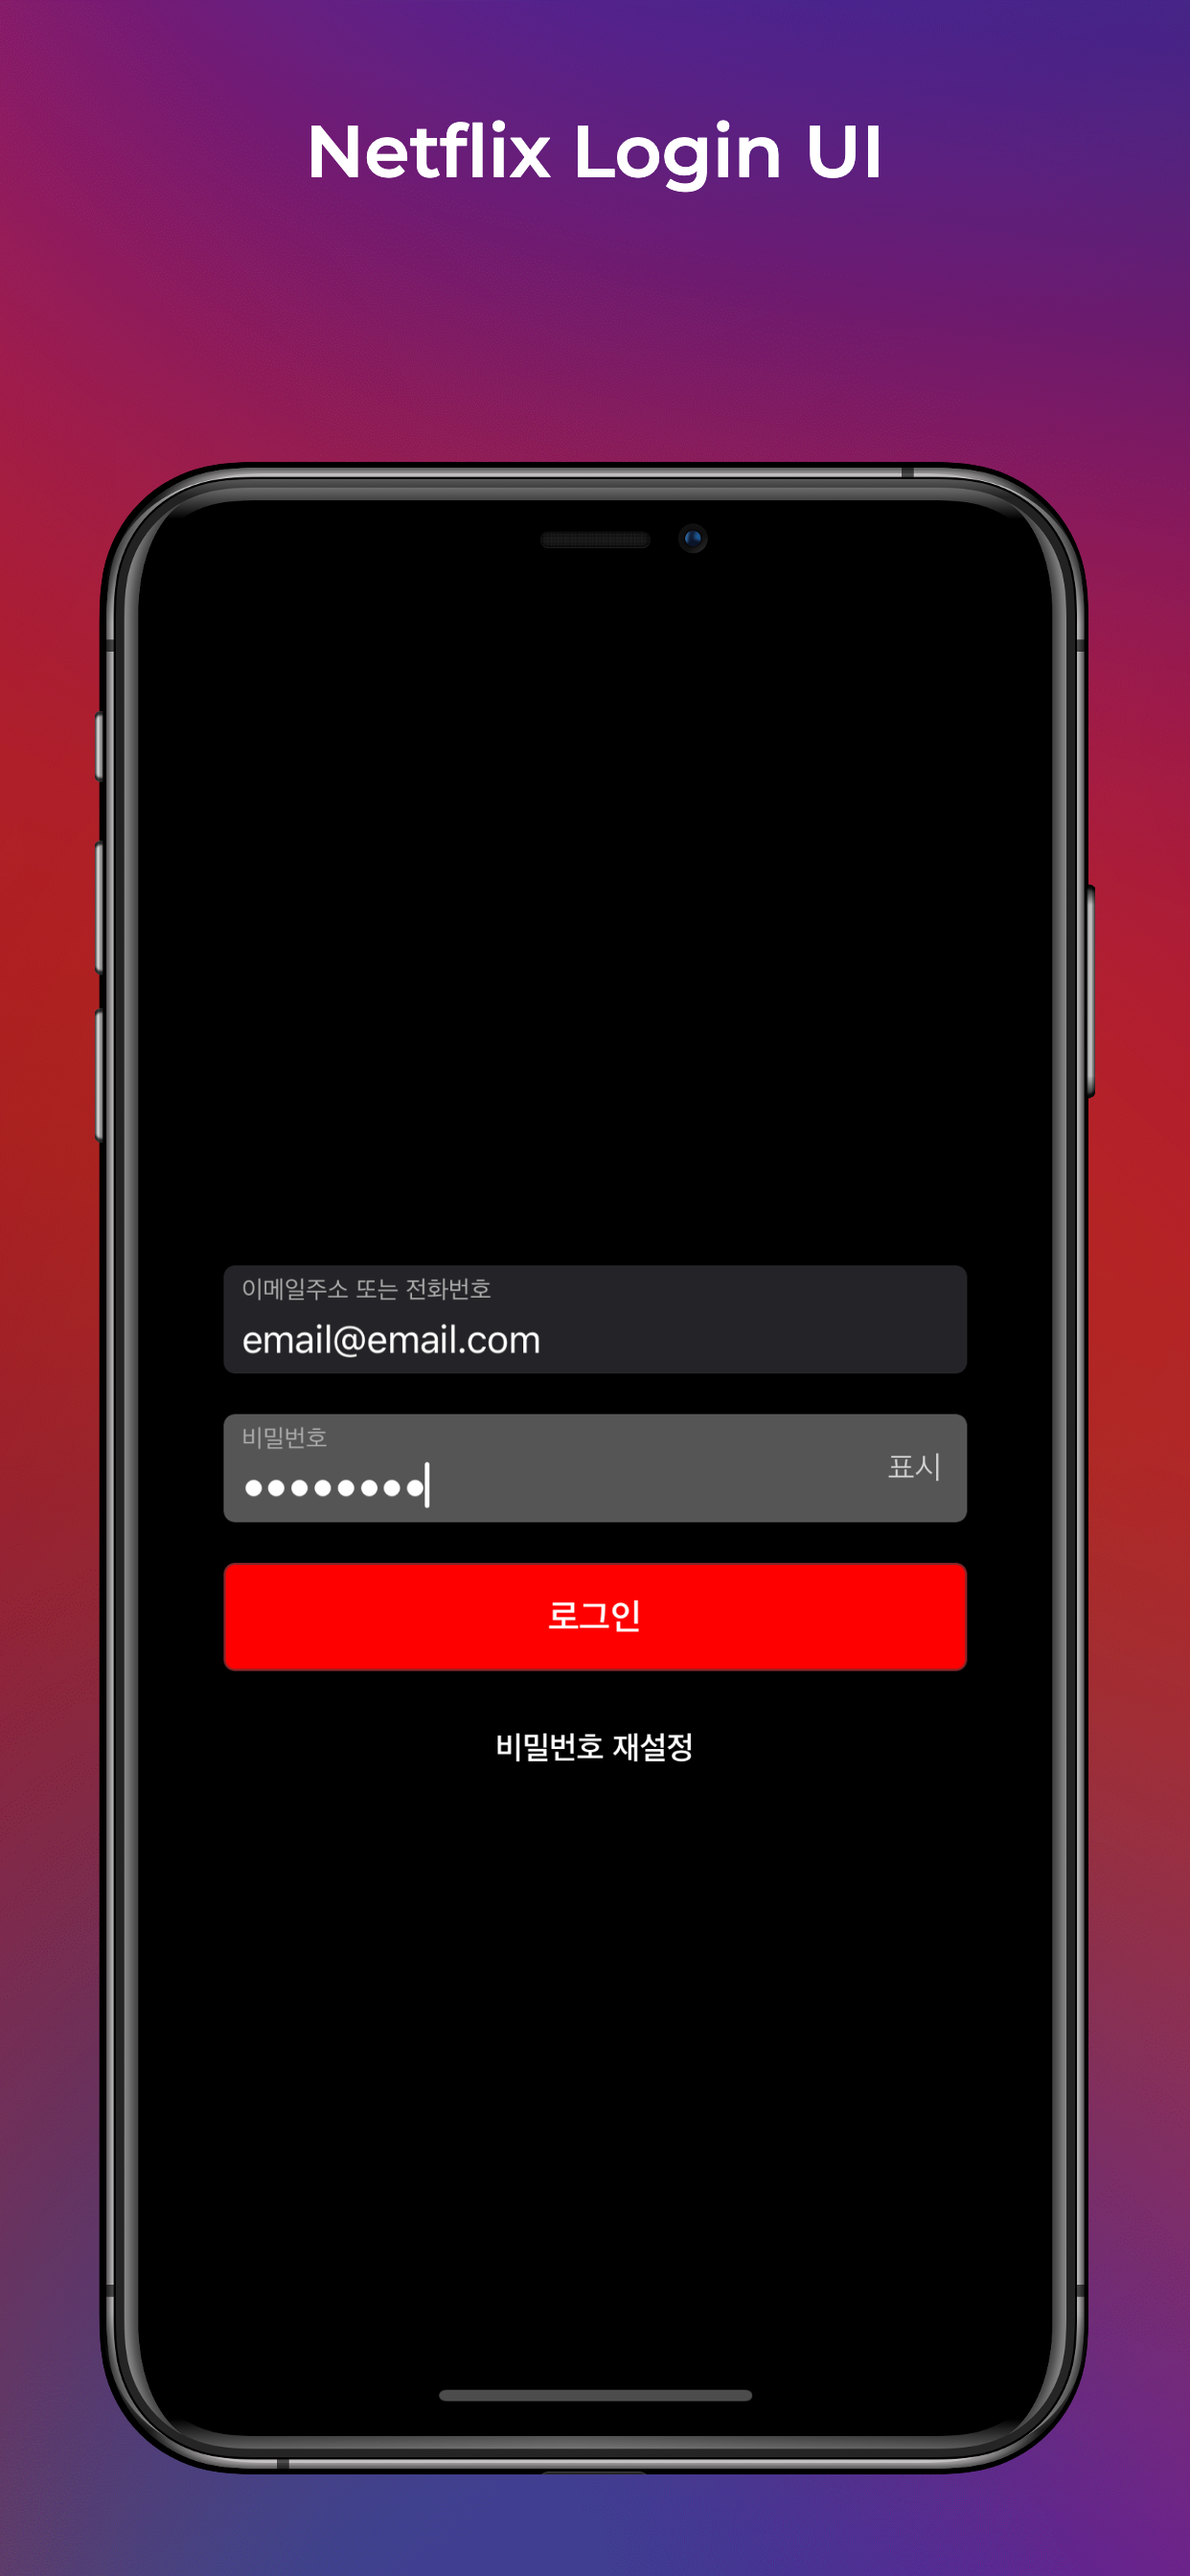 Netflix Login UI
이메일주소 또는 전화번호
email@email.com
비밀번호
●●●●●●●●
표시
로그인
비밀번호 재설정